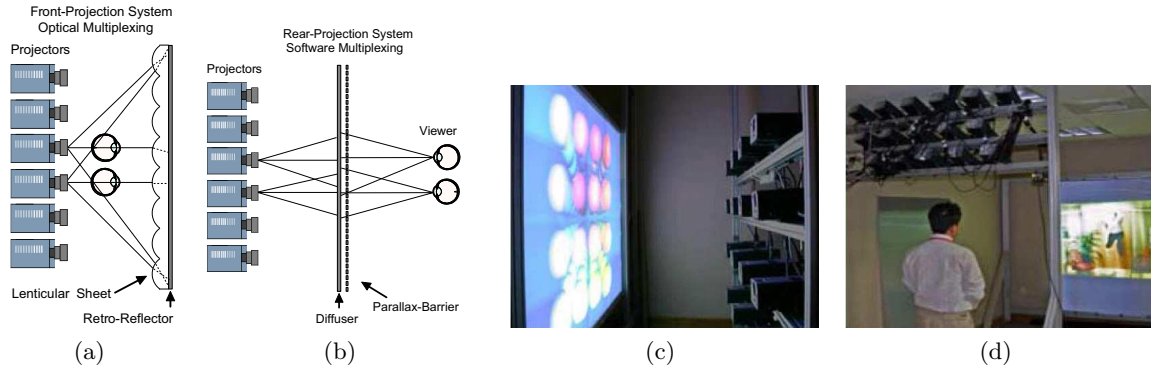 Front-Projection System
Optical Multiplexing
Projectors
Lenticular Sheet
Retro-Reflector
(a)
Rear-Projection System
Software Multiplexing
Projectors
Viewer
Parallax-Barrier
Diffuser
(b)
(c)
(d)